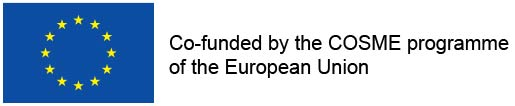 Co-funded by the COSME programme
of the European Union